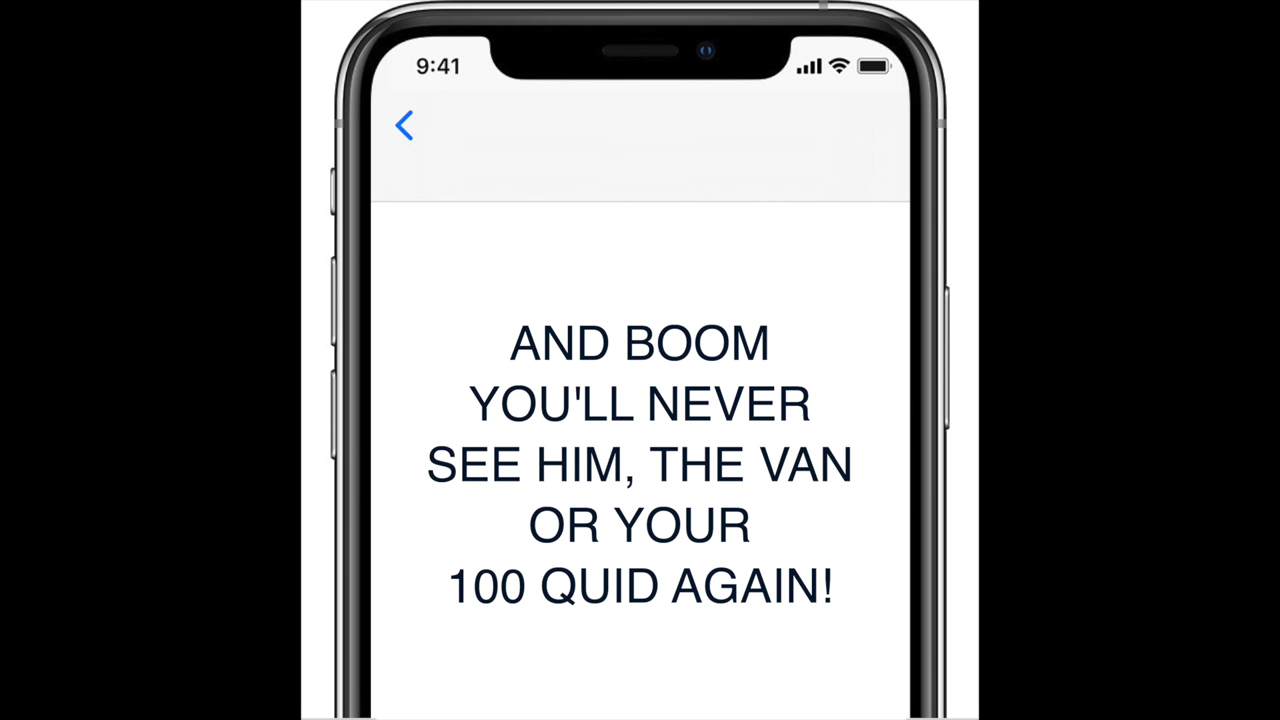 9:41
AND BOOM
YOU'LL NEVER
SEE HIM, THE VAN
OR YOUR
100 QUID AGAIN!